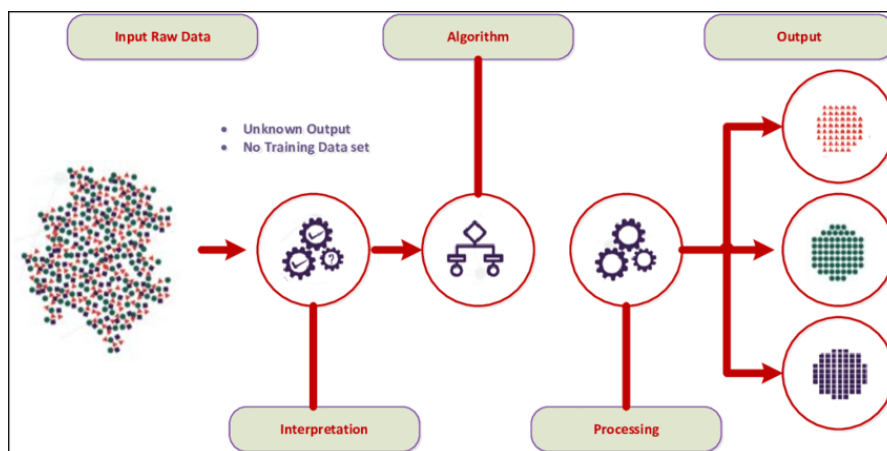 Input Raw Data
Algorithm
Output
• Unknown Output
• No Training Data set
?
Interpretation
Processing